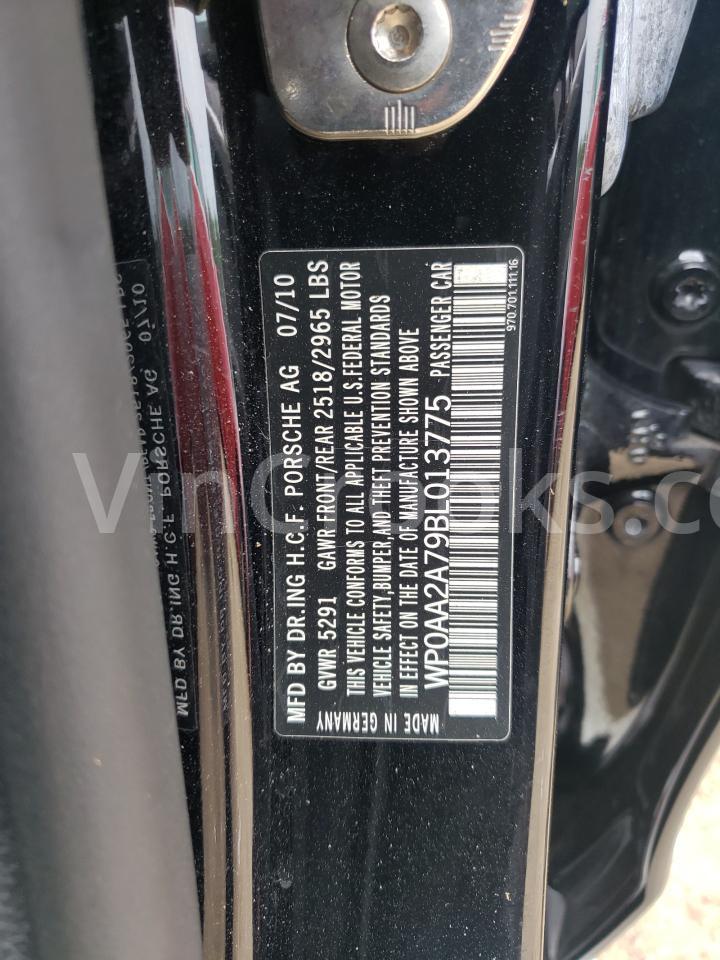 MFD BY DR.ING H.C.F. PORSCHE AG 07/10
GVWR 5291 GAWR FRONT/REAR 2518/2965 LBS
THIS VEHICLE CONFORMS TO ALL APPLICABLE U.S.FEDERAL MOTOR
VEHICLE SAFETY,BUMPER,AND THEFT PREVENTION STANDARDS
IN EFFECT ON THE DATE OF MANUFACTURE SHOWN ABOVE
WP0AA2A79BL013775 PASSENGER CAR
MADE IN GERMANY
970.701.111.16
VinCrooks.c